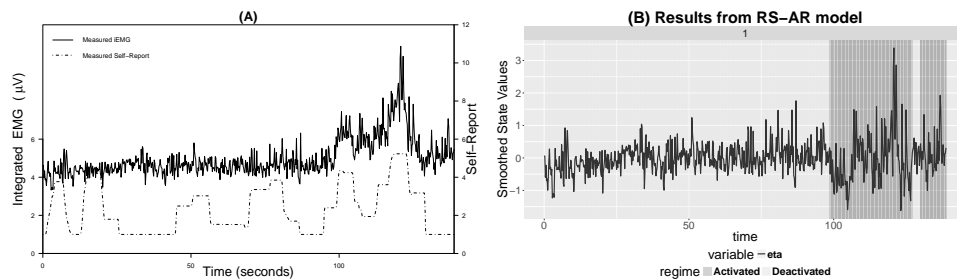 (A)
Measured iEMG
Measured Self−Report
Integrated EMG (μV)
0
2
4
6
0
50
100
Time (seconds)
0
2
4
6
8
10
12
Self−Report
(B) Results from RS−AR model
1
Smoothed State Values
3
2
1
0
−1
0
50
100
time
variable eta
regime Activated Deactivated